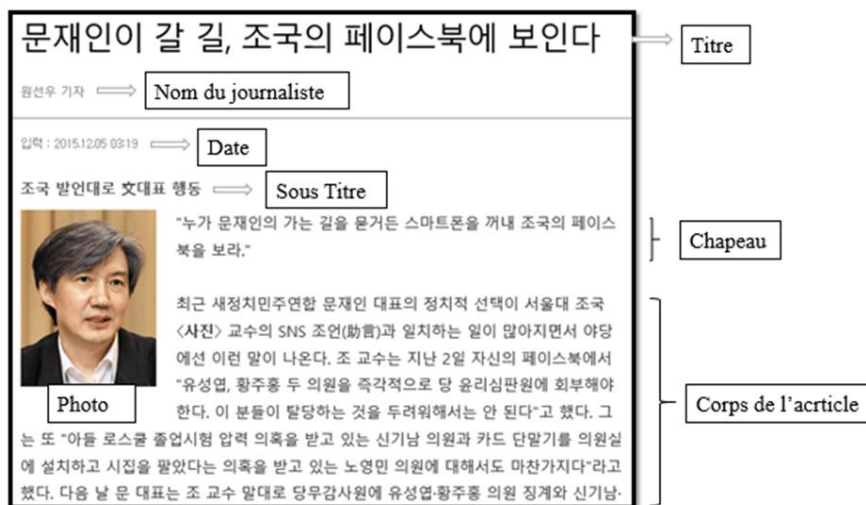 문재인이 갈 길, 조국의 페이스북에 보인다
Titre
원선우 기자
Nom du journaliste
입력 : 2015.12.05 03:19
Date
조국 발언대로 文대표 행동
Sous Titre
"누가 문재인의 가는 길을 묻거든 스마트폰을 꺼내 조국의 페이스
북을 보라."
Chapeau
최근 새정치민주연합 문재인 대표의 정치적 선택이 서울대 조국
〈사진〉 교수의 SNS 조언(助言)과 일치하는 일이 많아지면서 야당
에선 이런 말이 나온다. 조 교수는 지난 2일 자신의 페이스북에서
"유성엽, 황주홍 두 의원을 즉각적으로 당 윤리심판원에 회부해야
한다. 이 분들이 탈당하는 것을 두려워해서는 안 된다"고 했다. 그
Photo
Corps de l'acrticle
는 또 "아들 로스쿨 졸업시험 압력 의혹을 받고 있는 신기남 의원과 카드 단말기를 의원실
에 설치하고 시집을 팔았다는 의혹을 받고 있는 노영민 의원에 대해서도 마찬가지다"라고
했다. 다음 날 문 대표는 조 교수 말대로 당무감사원에 유성엽·황주홍 의원 징계와 신기남·